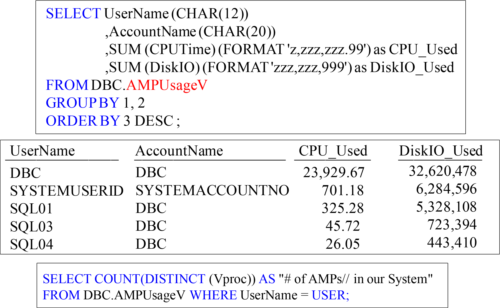 SELECT UserName (CHAR(12))
,AccountName (CHAR(20))
,SUM (CPUTime) (FORMAT 'z,zzz,zzz.99') as CPU_Used
,SUM (DiskIO) (FORMAT 'zzz,zzz,999') as DiskIO_Used
FROM DBC.AMPUsageV
GROUP BY 1, 2
ORDER BY 3 DESC ;
UserName AccountName CPU_Used DiskIO_Used
DBC DBC 23,929.67 32,620,478
SYSTEMUSERID SYSTEMACCOUNTNO 701.18 6,284,596
SQL01 DBC 325.28 5,328,108
SQL03 DBC 45.72 723,394
SQL04 DBC 26.05 443,410
SELECT COUNT(DISTINCT (Vproc)) AS "# of AMPs// in our System"
FROM DBC.AMPUsageV WHERE UserName = USER;